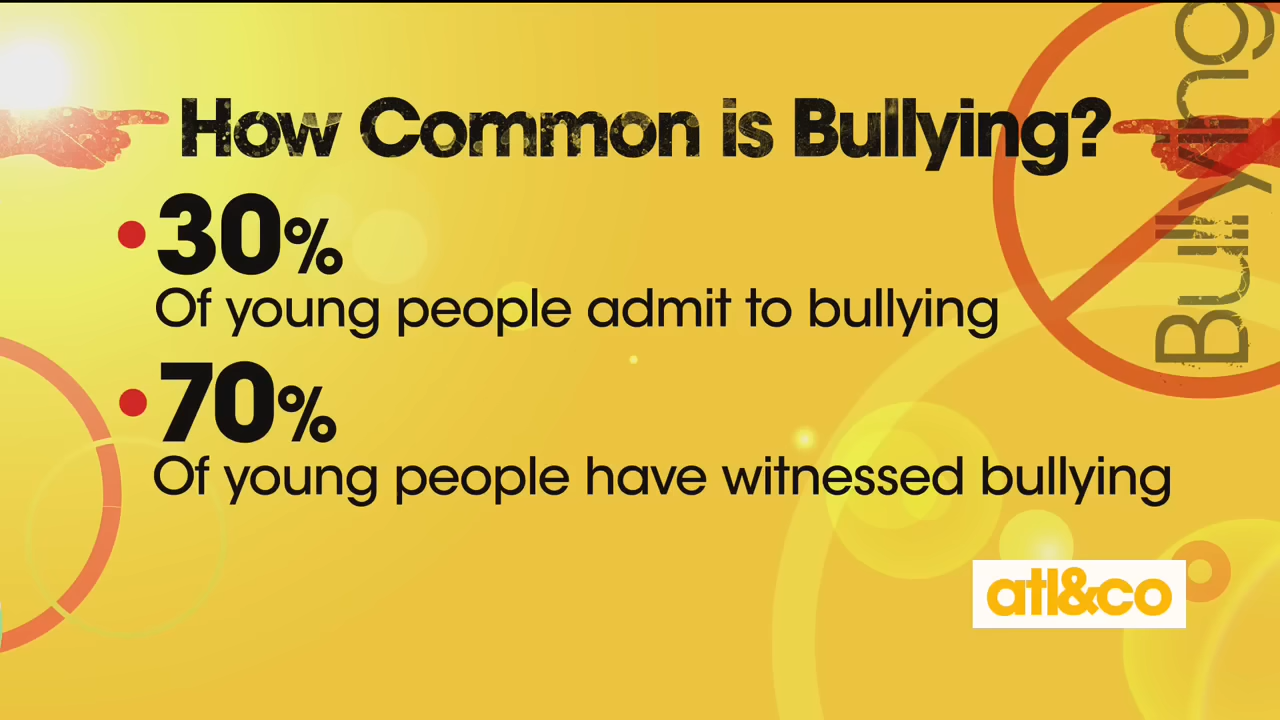 How Common is Bullying?
• 30%
Of young people admit to bullying
• 70%
Of young people have witnessed bullying
Bullying
atl&co